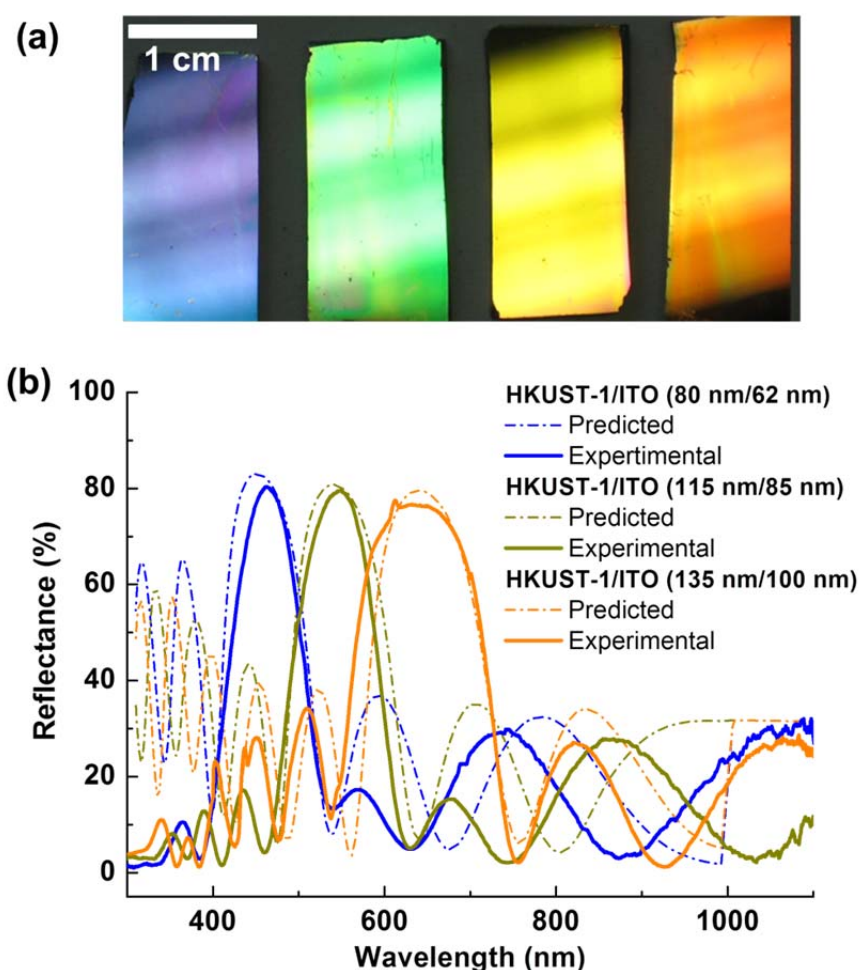 (a)
1 cm
(b)
100
80
60
40
20
0
Reflectance (%)
HKUST-1/ITO (80 nm/62 nm)
Predicted
Expertimental
HKUST-1/ITO (115 nm/85 nm)
Predicted
Experimental
HKUST-1/ITO (135 nm/100 nm)
Predicted
Experimental
400 600 800 1000
Wavelength (nm)